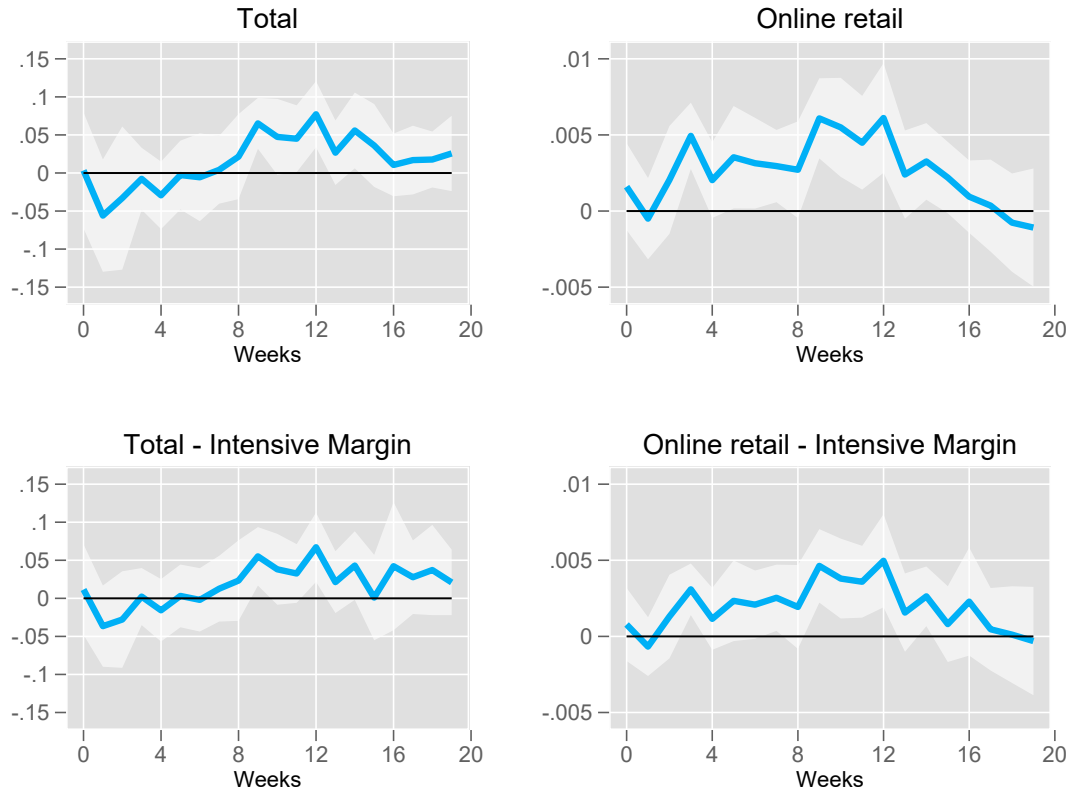 Total
.15
.1
.05
0
-.05
-.1
-.15
0 4 8 12 16 20
Weeks
Online retail
.01
.005
0
-.005
0 4 8 12 16 20
Weeks
Total - Intensive Margin
.15
.1
.05
0
-.05
-.1
-.15
0 4 8 12 16 20
Weeks
Online retail - Intensive Margin
.01
.005
0
-.005
0 4 8 12 16 20
Weeks